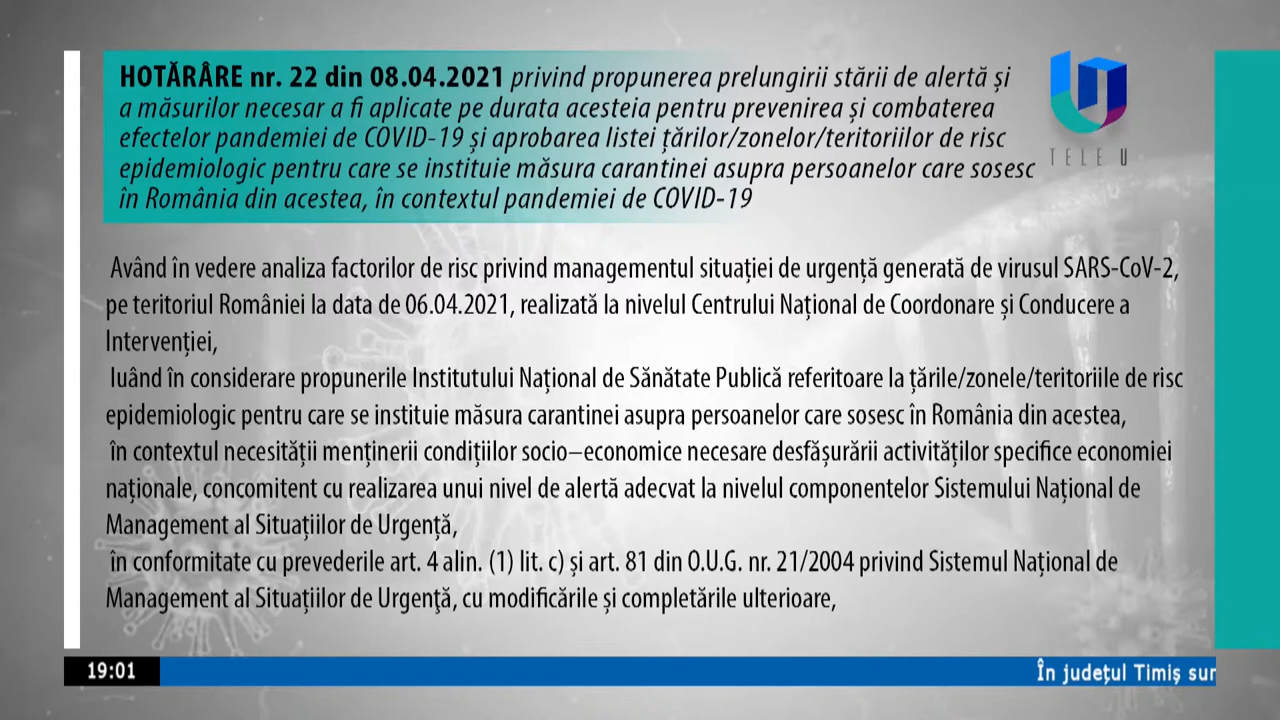 HOTĂRÂRE nr. 22 din 08.04.2021 privind propunerea prelungirii stării de alertă și
a măsurilor necesar a fi aplicate pe durata acesteia pentru prevenirea și combaterea
efectelor pandemiei de COVID-19 și aprobarea listei țărilor/zonelor/teritoriilor de risc
epidemiologic pentru care se instituie măsura carantinei asupra persoanelor care sosesc
în România din acestea, în contextul pandemiei de COVID-19
TELE U
Având în vedere analiza factorilor de risc privind managementul situației de urgență generată de virusul SARS-CoV-2,
pe teritoriul României la data de 06.04.2021, realizată la nivelul Centrului Național de Coordonare și Conducere a
Intervenției,
Iuând în considerare propunerile Institutului Național de Sănătate Publică referitoare la țările/zonele/teritoriile de risc
epidemiologic pentru care se instituie măsura carantinei asupra persoanelor care sosesc în România din acestea,
în contextul necesității menținerii condițiilor socio–economice necesare desfășurării activităților specifice economiei
naționale, concomitent cu realizarea unui nivel de alertă adecvat la nivelul componentelor Sistemului Național de
Management al Situațiilor de Urgență,
în conformitate cu prevederile art. 4 alin. (1) lit. c) și art. 81 din O.U.G. nr. 21/2004 privind Sistemul Național de
Management al Situațiilor de Urgenţă, cu modificările și completările ulterioare,
19:01
În județul Timiș sur